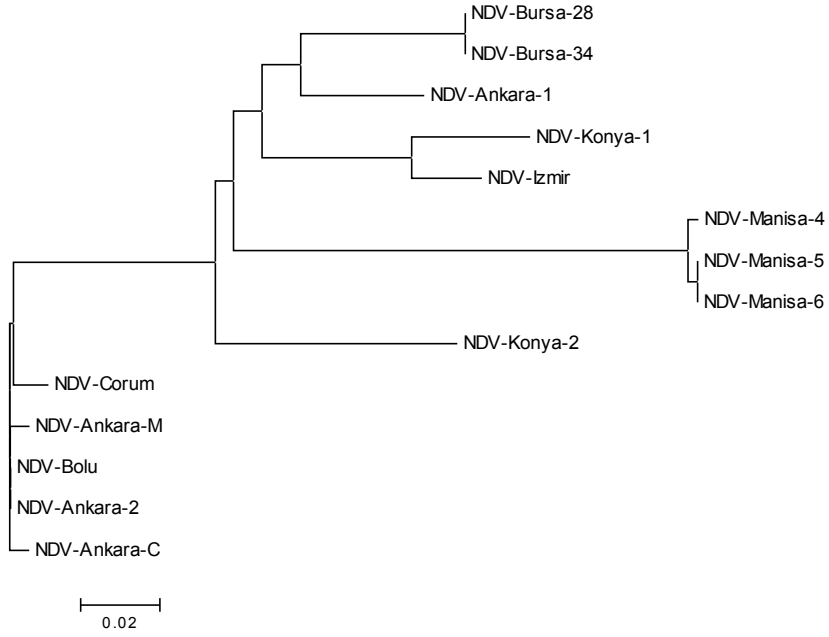 NDV-Bursa-28
NDV-Bursa-34
NDV-Ankara-1
NDV-Konya-1
NDV-Izmir
NDV-Manisa-4
NDV-Manisa-5
NDV-Manisa-6
NDV-Konya-2
NDV-Corum
NDV-Ankara-M
NDV-Bolu
NDV-Ankara-2
NDV-Ankara-C
0.02